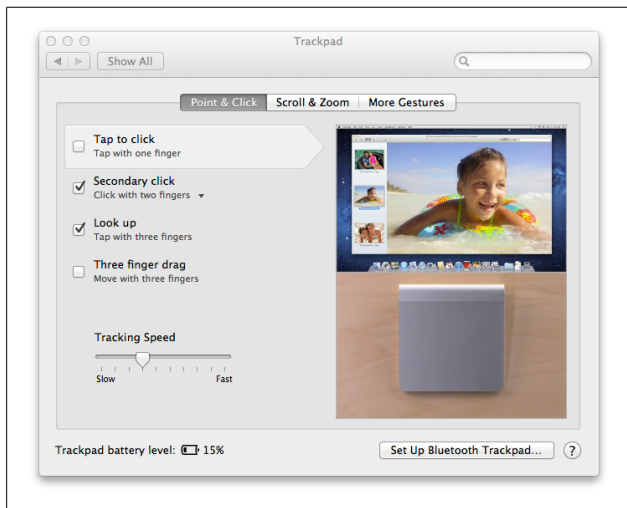 Trackpad
Show All
Point & Click Scroll & Zoom More Gestures
Tap to click
Tap with one finger
Secondary click
Click with two fingers
Look up
Tap with three fingers
Three finger drag
Move with three fingers
Tracking Speed
Slow Fast
Trackpad battery level: 15% Set Up Bluetooth Trackpad... ?